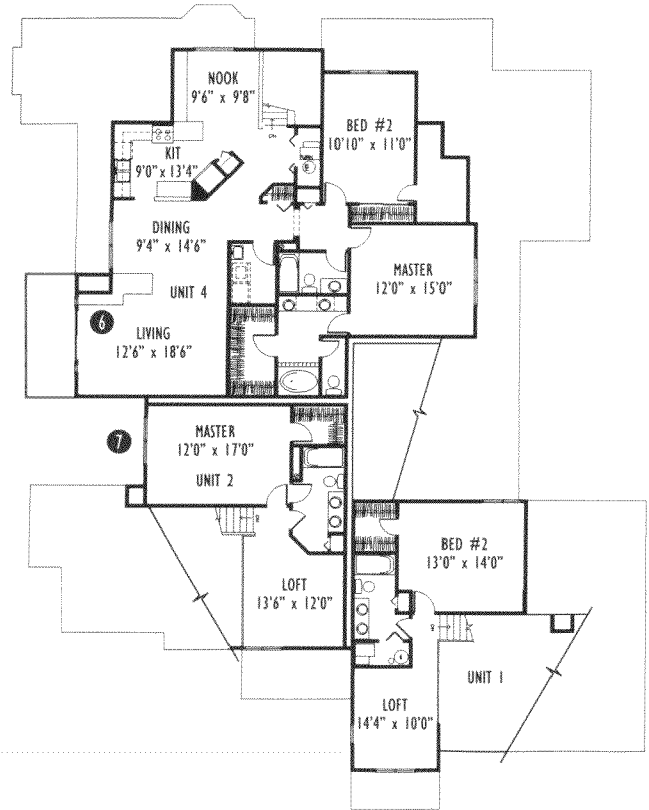 NOOK
9'6" x 9'8"
BED #2
10'10" x 11'0"
KIT
9'0" x 13'4"
DINING
9'4" x 14'6"
MASTER
12'0" x 15'0"
UNIT 4
6
LIVING
12'6" x 18'6"
7
MASTER
12'0" x 17'0"
UNIT 2
BED #2
13'0" x 14'0"
LOFT
13'6" x 12'0"
UNIT 1
LOFT
14'4" x 10'0"